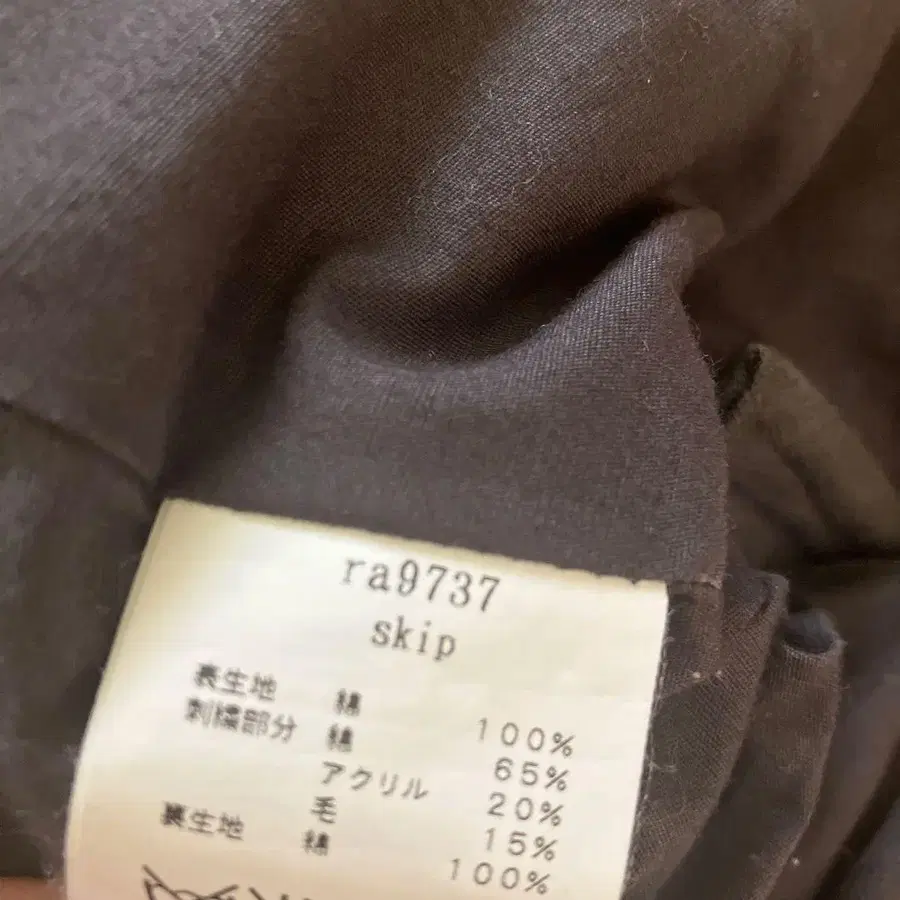 ra9737
skip
表生地 綿 100%
刺繍部分 綿 65%
アクリル 20%
毛 15%
裏生地 綿 100%